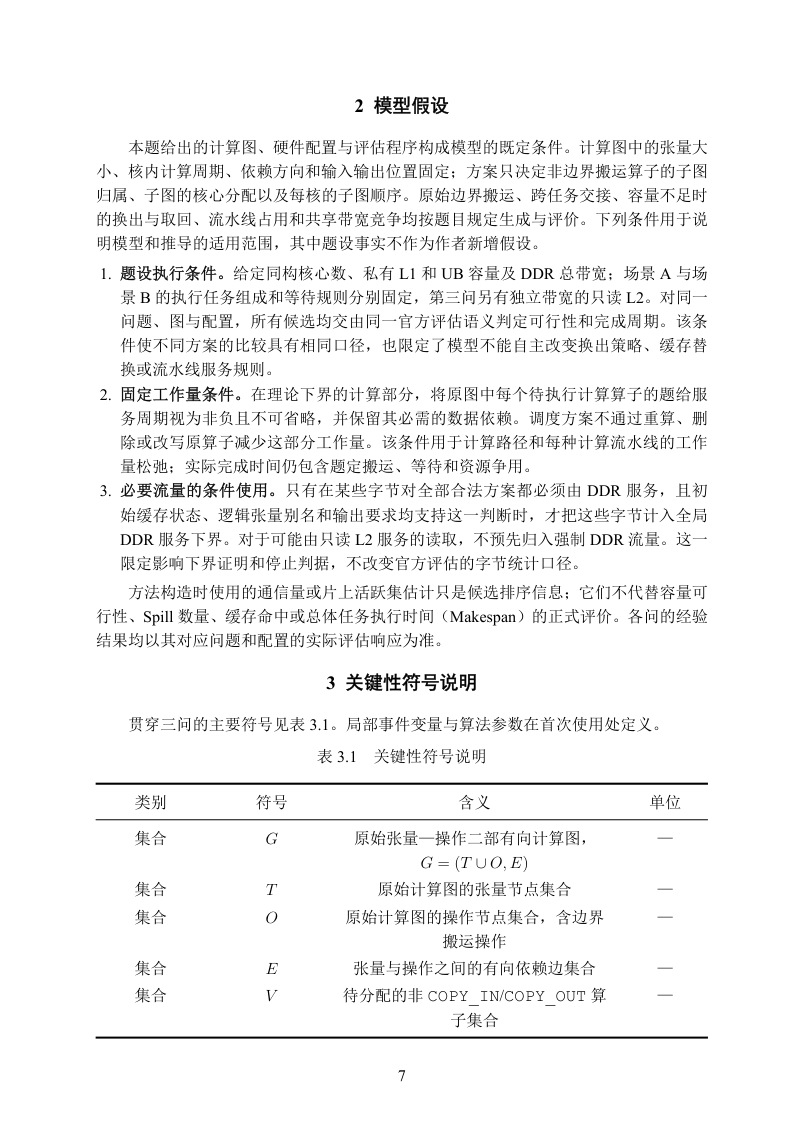 2 模型假设
本题给出的计算图、硬件配置与评估程序构成模型的既定条件。计算图中的张量大
小、核内计算周期、依赖方向和输入输出位置固定；方案只决定非边界搬运算子的子图
归属、子图的核心分配以及每核的子图顺序。原始边界搬运、跨任务交接、容量不足时
的换出与取回、流水线占用和共享带宽竞争均按题目规定生成与评价。下列条件用于说
明模型和推导的适用范围，其中题设事实不作为作者新增假设。
1. 题设执行条件。给定同构核心数、私有 L1 和 UB 容量及 DDR 总带宽；场景 A 与场
景 B 的执行任务组成和等待规则分别固定，第三问另有独立带宽的只读 L2。对同一
问题、图与配置，所有候选均交由同一官方评估语义判定可行性和完成周期。该条
件使不同方案的比较具有相同口径，也限定了模型不能自主改变换出策略、缓存替
换或流水线服务规则。
2. 固定工作量条件。在理论下界的计算部分，将原图中每个待执行计算算子的题给服
务周期视为非负且不可省略，并保留其必需的数据依赖。调度方案不通过重算、删
除或改写原算子减少这部分工作量。该条件用于计算路径和每种计算流水线的工作
量松弛；实际完成时间仍包含题定搬运、等待和资源争用。
3. 必要流量的条件使用。只有在某些字节对全部合法方案都必须由 DDR 服务，且初
始缓存状态、逻辑张量别名和输出要求均支持这一判断时，才把这些字节计入全局
DDR 服务下界。对于可能由只读 L2 服务的读取，不预先归入强制 DDR 流量。这一
限定影响下界证明和停止判据，不改变官方评估的字节统计口径。
方法构造时使用的通信量或片上活跃集估计只是候选排序信息；它们不代替容量可
行性、Spill 数量、缓存命中或总体任务执行时间（Makespan）的正式评价。各问的经验
结果均以其对应问题和配置的实际评估响应为准。
3 关键性符号说明
贯穿三问的主要符号见表 3.1。局部事件变量与算法参数在首次使用处定义。
表 3.1 关键性符号说明
类别 符号 含义 单位
集合 G 原始张量—操作二部有向计算图， —
G = (T ∪ O, E)
集合 T 原始计算图的张量节点集合 —
集合 O 原始计算图的操作节点集合，含边界 —
搬运操作
集合 E 张量与操作之间的有向依赖边集合 —
集合 V 待分配的非 COPY_IN/COPY_OUT 算 —
子集合
7